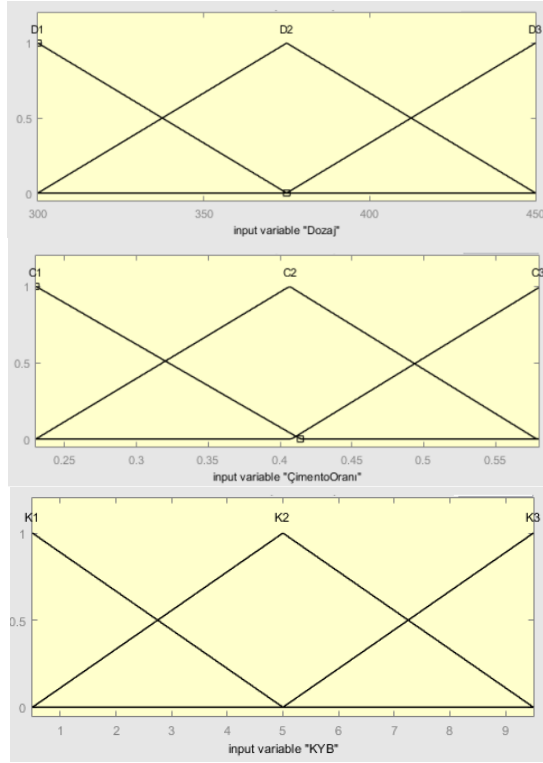 D1 D2 D3
1
0.5
0
300 350 400 450
input variable "Dozaj"
C1 C2 C3
1
0.5
0
0.25 0.3 0.35 0.4 0.45 0.5 0.55
input variable "ÇimentoOranı"
K1 K2 K3
1
0.5
0
1 2 3 4 5 6 7 8 9
input variable "KYB"